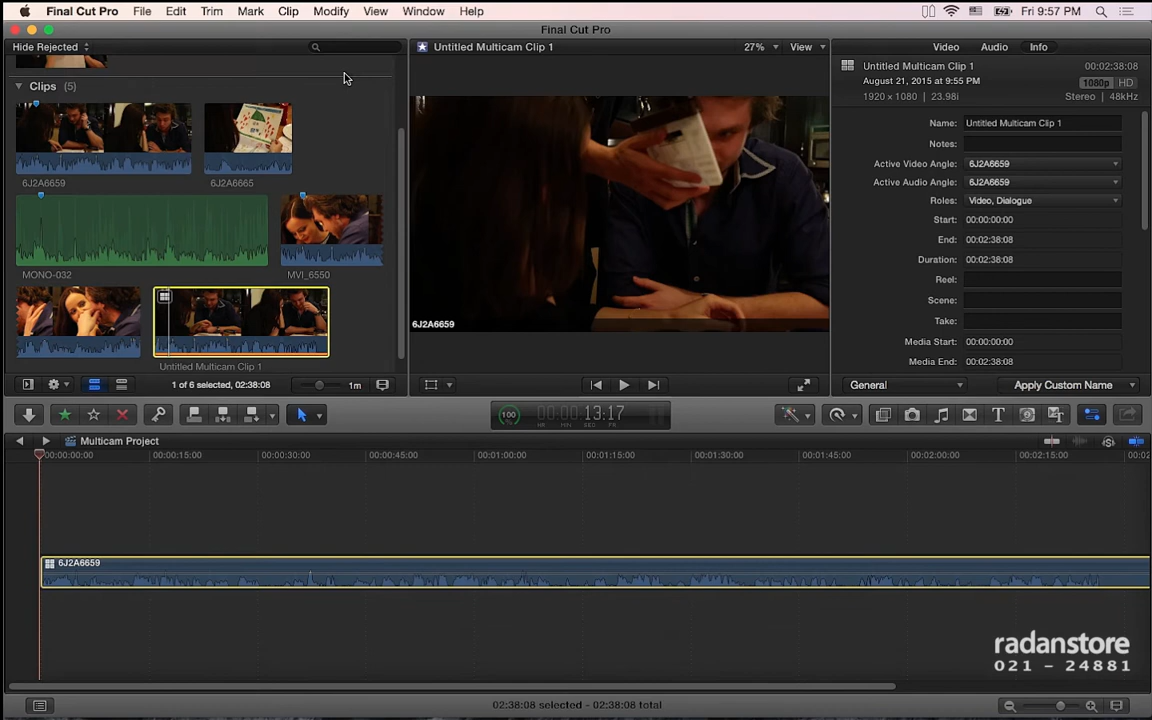 Final Cut Pro File Edit Trim Mark Clip Modify View Window Help Fri 9:57 PM
Final Cut Pro
Hide Rejected
Untitled Multicam Clip 1 27% View
Video Audio Info
Clips (5)
6J2A6659 6J2A6665
MONO-032 MVI_6550
Untitled Multicam Clip 1
6J2A6659
Untitled Multicam Clip 1 00:02:38:08
August 21, 2015 at 9:55 PM 1080p HD
1920 × 1080 | 23.98i Stereo | 48kHz
Name: Untitled Multicam Clip 1
Notes:
Active Video Angle: 6J2A6659
Active Audio Angle: 6J2A6659
Roles: Video, Dialogue
Start: 00:00:00:00
End: 00:02:38:08
Duration: 00:02:38:08
Reel:
Scene:
Take:
Media Start: 00:00:00:00
Media End: 00:02:38:08
1 of 6 selected, 02:38:08 1m
General Apply Custom Name
100 00:00 13:17
HR MIN SEC FR
Multicam Project
00:00:00:00 00:00:15:00 00:00:30:00 00:00:45:00 00:01:00:00 00:01:15:00 00:01:30:00 00:01:45:00 00:02:00:00 00:02:15:00 00:02
6J2A6659
radanstore
021 - 24881
02:38:08 selected - 02:38:08 total